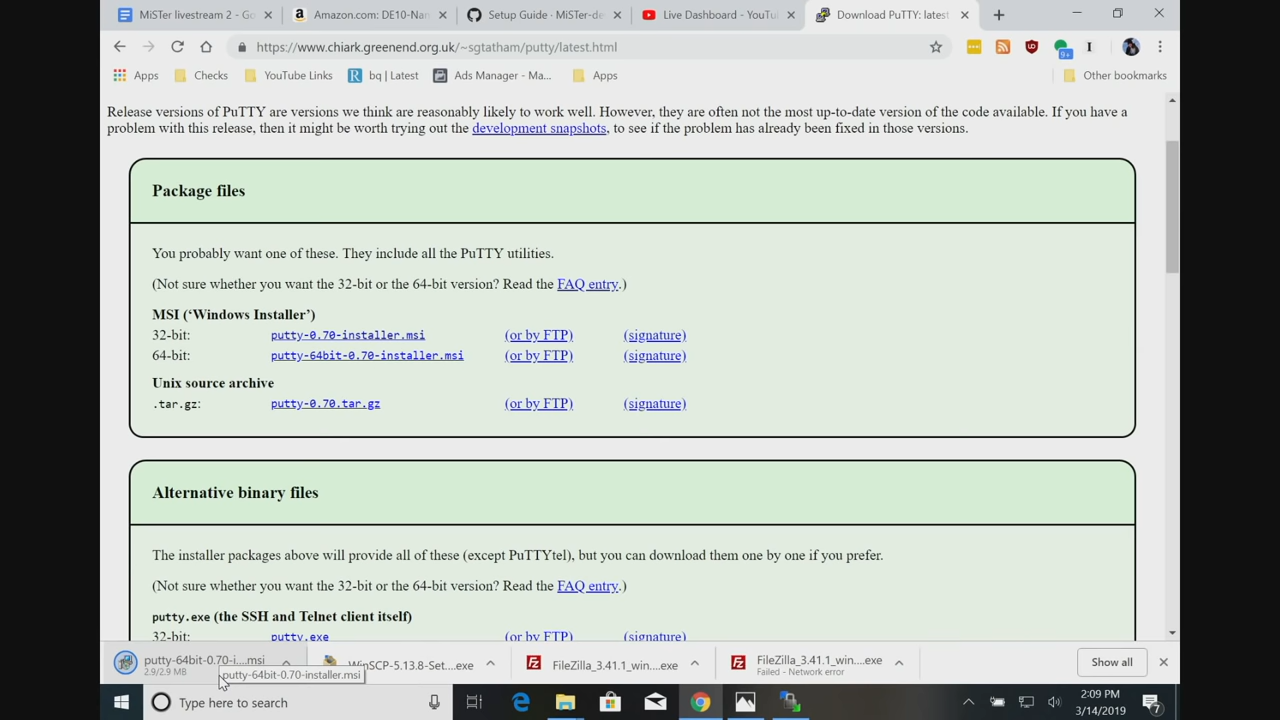 MiSTer livestream 2 - Go
Amazon.com: DE10-Nan
Setup Guide - MiSTer-de
Live Dashboard - YouTu
Download PuTTY: latest
https://www.chiark.greenend.org.uk/~sgtatham/putty/latest.html
9+
Apps
Checks
YouTube Links
bq | Latest
Ads Manager - Ma...
Apps
Other bookmarks
Release versions of PuTTY are versions we think are reasonably likely to work well. However, they are often not the most up-to-date version of the code available. If you have a
problem with this release, then it might be worth trying out the development snapshots, to see if the problem has already been fixed in those versions.
Package files
You probably want one of these. They include all the PuTTY utilities.
(Not sure whether you want the 32-bit or the 64-bit version? Read the FAQ entry.)
MSI (‘Windows Installer’)
32-bit: putty-0.70-installer.msi (or by FTP) (signature)
64-bit: putty-64bit-0.70-installer.msi (or by FTP) (signature)
Unix source archive
.tar.gz: putty-0.70.tar.gz (or by FTP) (signature)
Alternative binary files
The installer packages above will provide all of these (except PuTTYtel), but you can download them one by one if you prefer.
(Not sure whether you want the 32-bit or the 64-bit version? Read the FAQ entry.)
putty.exe (the SSH and Telnet client itself)
32-bit: putty.exe (or by FTP) (signature)
putty-64bit-0.70-i....msi
2.9/2.9 MB
putty-64bit-0.70-installer.msi
WinSCP-5.13.8-Set....exe
FileZilla_3.41.1_win....exe
FileZilla_3.41.1_win....exe
Failed - Network error
Show all
Type here to search
2:09 PM
3/14/2019
7